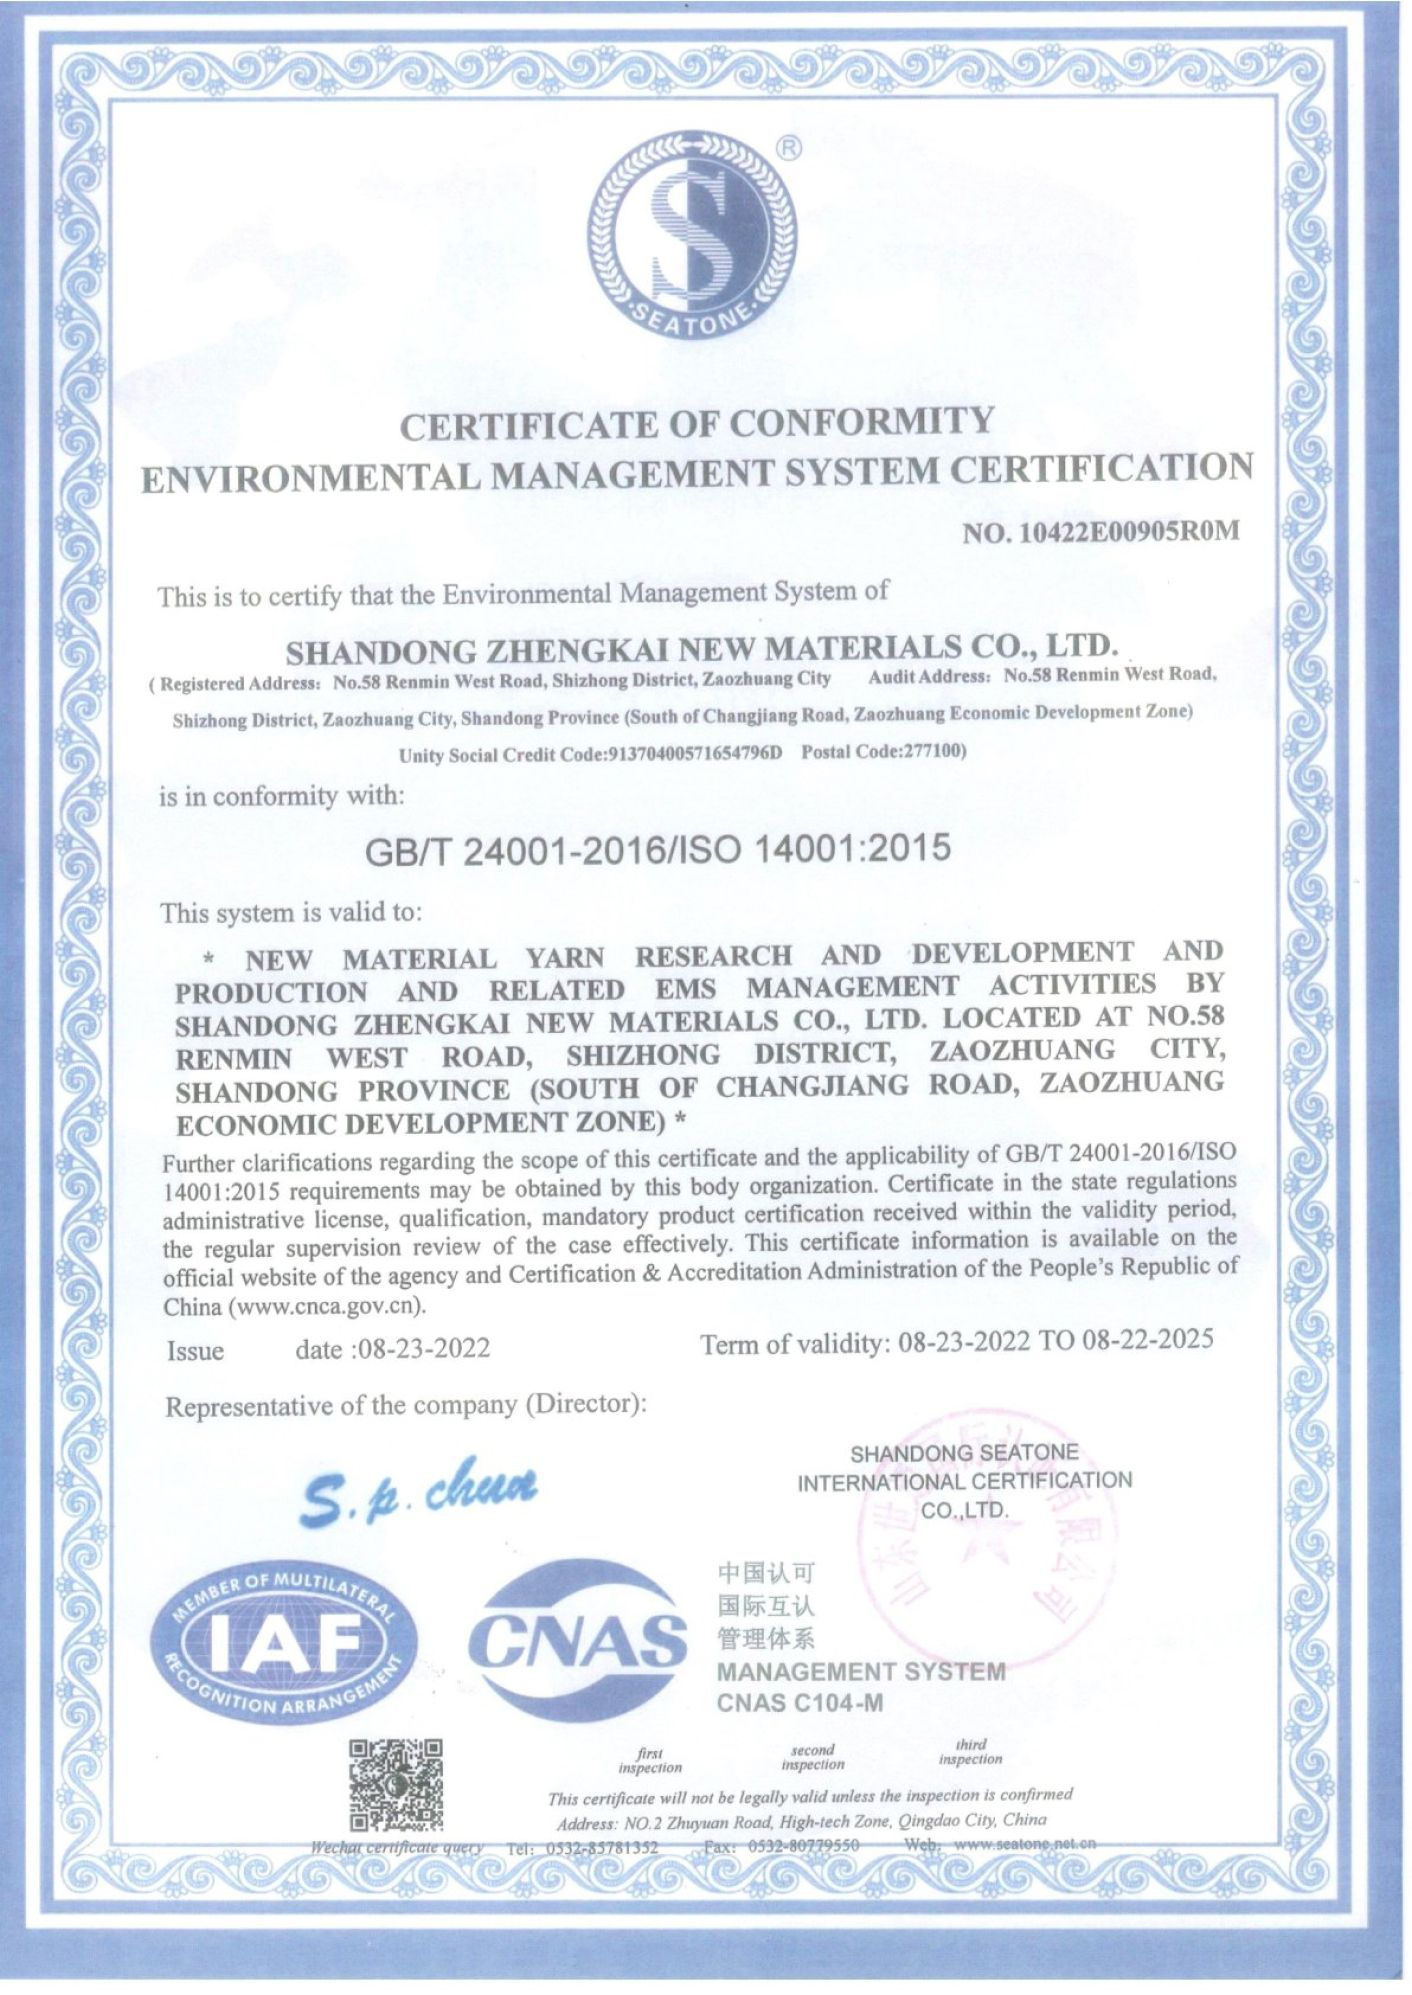 ®
SEATONE
CERTIFICATE OF CONFORMITY
ENVIRONMENTAL MANAGEMENT SYSTEM CERTIFICATION
NO. 10422E00905R0M
This is to certify that the Environmental Management System of
SHANDONG ZHENGKAI NEW MATERIALS CO., LTD.
( Registered Address: No.58 Renmin West Road, Shizhong District, Zaozhuang City Audit Address: No.58 Renmin West Road,
Shizhong District, Zaozhuang City, Shandong Province (South of Changjiang Road, Zaozhuang Economic Development Zone)
Unity Social Credit Code:91370400571654796D Postal Code:277100)
is in conformity with:
GB/T 24001-2016/ISO 14001:2015
This system is valid to:
* NEW MATERIAL YARN RESEARCH AND DEVELOPMENT AND
PRODUCTION AND RELATED EMS MANAGEMENT ACTIVITIES BY
SHANDONG ZHENGKAI NEW MATERIALS CO., LTD. LOCATED AT NO.58
RENMIN WEST ROAD, SHIZHONG DISTRICT, ZAOZHUANG CITY,
SHANDONG PROVINCE (SOUTH OF CHANGJIANG ROAD, ZAOZHUANG
ECONOMIC DEVELOPMENT ZONE) *
Further clarifications regarding the scope of this certificate and the applicability of GB/T 24001-2016/ISO
14001:2015 requirements may be obtained by this body organization. Certificate in the state regulations
administrative license, qualification, mandatory product certification received within the validity period,
the regular supervision review of the case effectively. This certificate information is available on the
official website of the agency and Certification & Accreditation Administration of the People's Republic of
China (www.cnca.gov.cn).
Issue date :08-23-2022 Term of validity: 08-23-2022 TO 08-22-2025
Representative of the company (Director):
S.p.chun
SHANDONG SEATONE
INTERNATIONAL CERTIFICATION
CO.,LTD.
山东世通国际认证有限公司
MEMBER OF MULTILATERAL
IAF
RECOGNITION ARRANGEMENT
CNAS
中国认可
国际互认
管理体系
MANAGEMENT SYSTEM
CNAS C104-M
first inspection
second inspection
third inspection
This certificate will not be legally valid unless the inspection is confirmed
Address: NO.2 Zhuyuan Road, High-tech Zone, Qingdao City, China
Wechat certificate query Tel: 0532-85781352 Fax: 0532-80779550 Web: www.seatone.net.cn